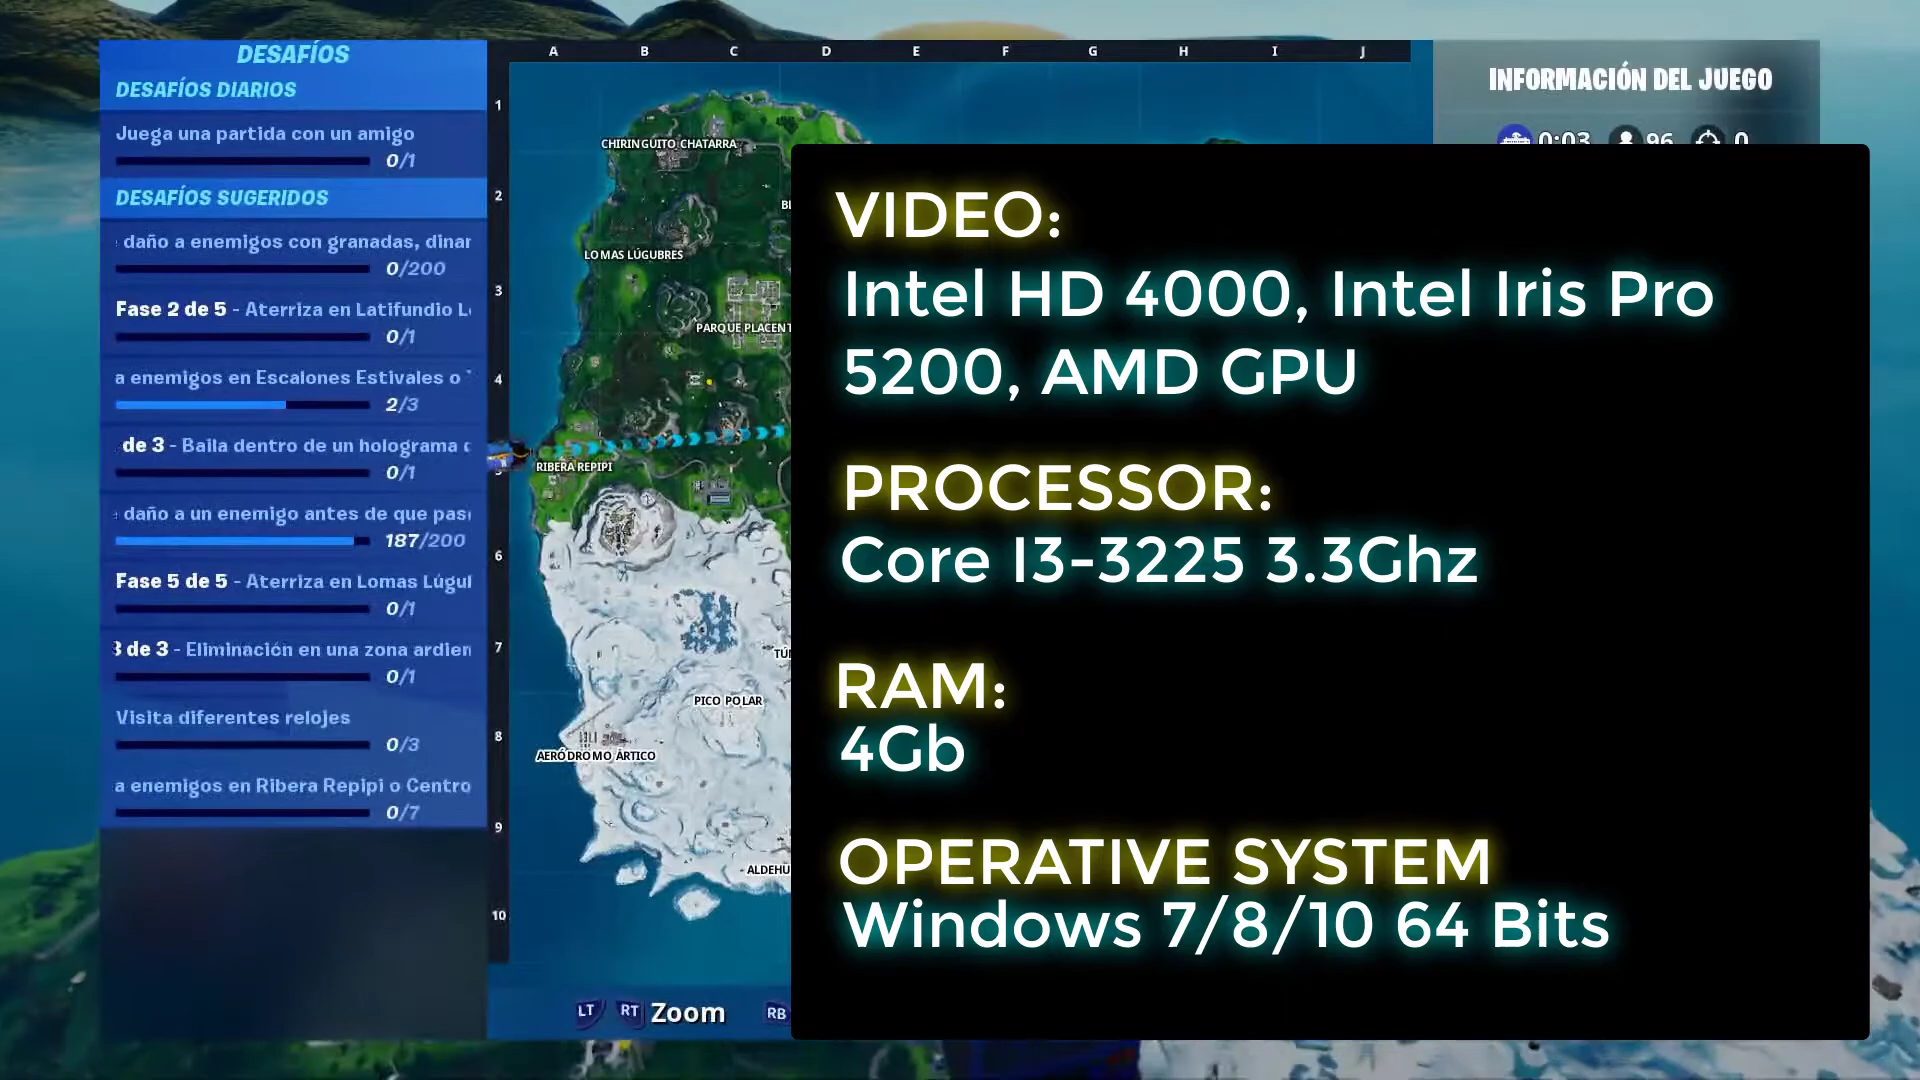 DESAFÍOS
DESAFÍOS DIARIOS
Juega una partida con un amigo
0/1
DESAFÍOS SUGERIDOS
daño a enemigos con granadas, dinar
0/200
Fase 2 de 5 - Aterriza en Latifundio L
0/1
a enemigos en Escalones Estivales o
2/3
de 3 - Baila dentro de un holograma
0/1
daño a un enemigo antes de que pas
187/200
Fase 5 de 5 - Aterriza en Lomas Lúgu
0/1
3 de 3 - Eliminación en una zona ardien
0/1
Visita diferentes relojes
0/3
a enemigos en Ribera Repipi o Centro
0/7
A B C D E F G H I J
1
2
3
4
5
6
7
8
9
10
CHIRINGUITO CHATARRA
LOMAS LÚGUBRES
PARQUE PLACENT
RIBERA REPIPI
PICO POLAR
AERÓDROMO ÁRTICO
- ALDEHU
LT RT Zoom RB
INFORMACIÓN DEL JUEGO
0:03 96 0
VIDEO:
Intel HD 4000, Intel Iris Pro
5200, AMD GPU
PROCESSOR:
Core I3-3225 3.3Ghz
RAM:
4Gb
OPERATIVE SYSTEM
Windows 7/8/10 64 Bits